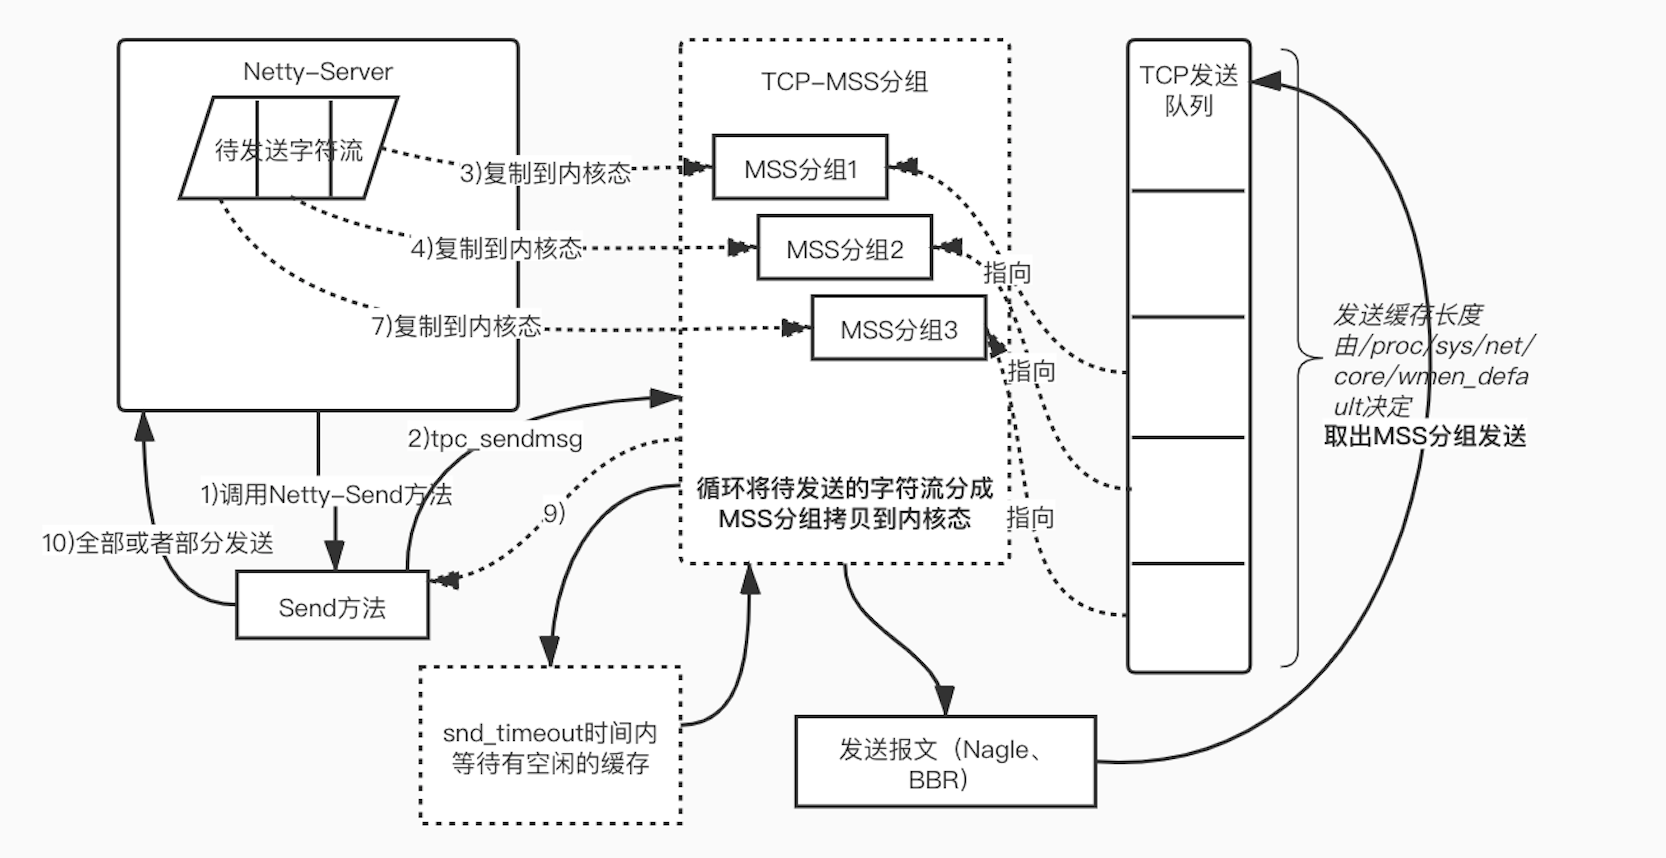 Netty-Server
待发送字符流
TCP-MSS分组
MSS分组1
MSS分组2
MSS分组3
3)复制到内核态
4)复制到内核态
7)复制到内核态
TCP发送
队列
指向
指向
指向
发送缓存长度
由/proc/sys/net/
core/wmen_defa
ult决定
取出MSS分组发送
2)tpc_sendmsg
1)调用Netty-Send方法
9)
10)全部或者部分发送
Send方法
循环将待发送的字符流分成
MSS分组拷贝到内核态
snd_timeout时间内
等待有空闲的缓存
发送报文（Nagle、
BBR）